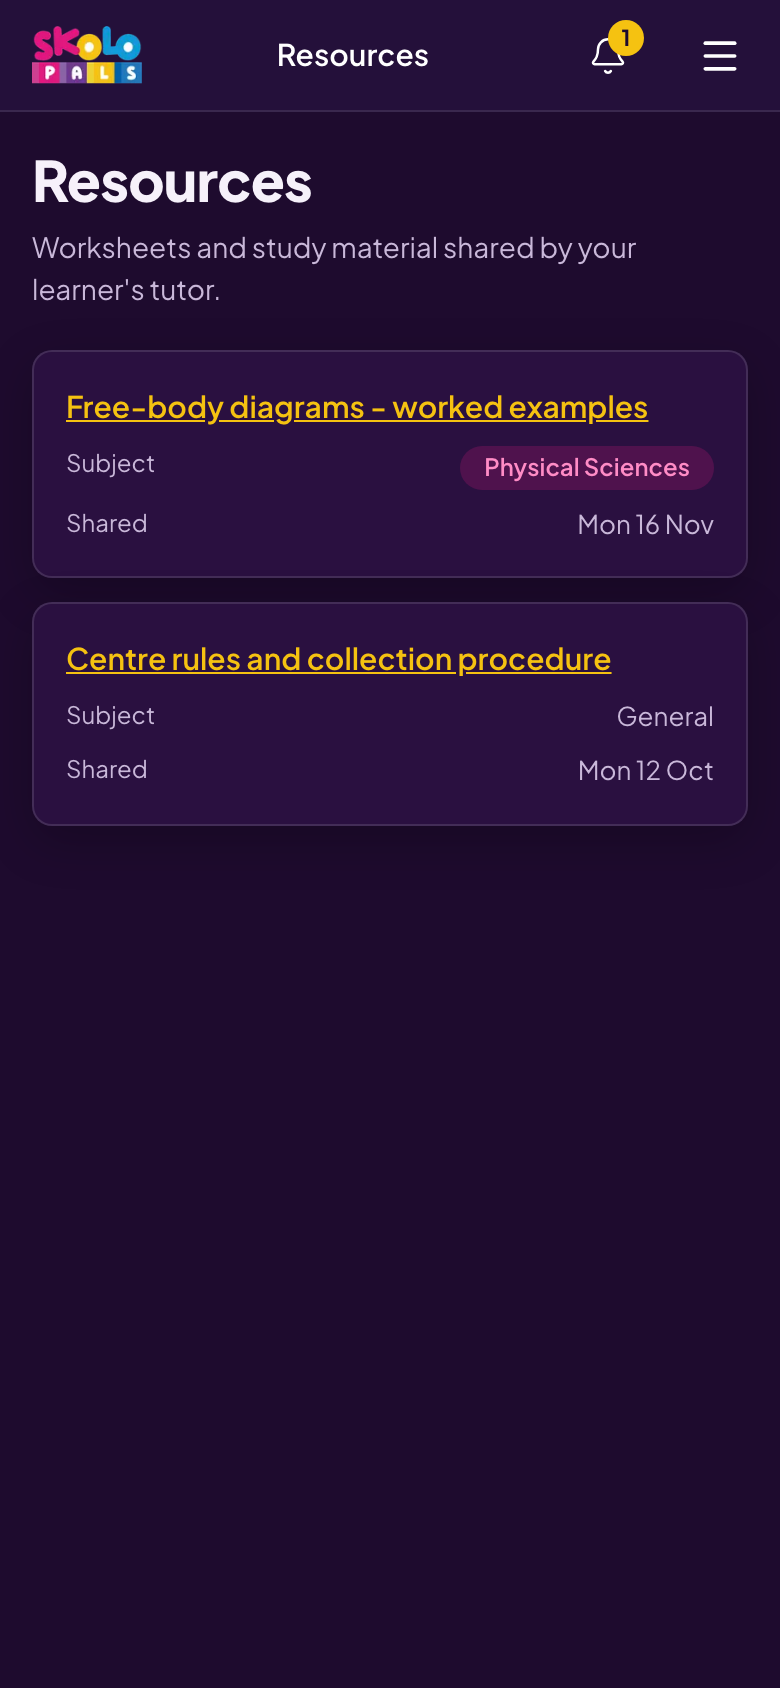 SKOLO
PALS
Resources
1
Resources
Worksheets and study material shared by your
learner's tutor.
Free-body diagrams – worked examples
Subject
Physical Sciences
Shared
Mon 16 Nov
Centre rules and collection procedure
Subject
General
Shared
Mon 12 Oct